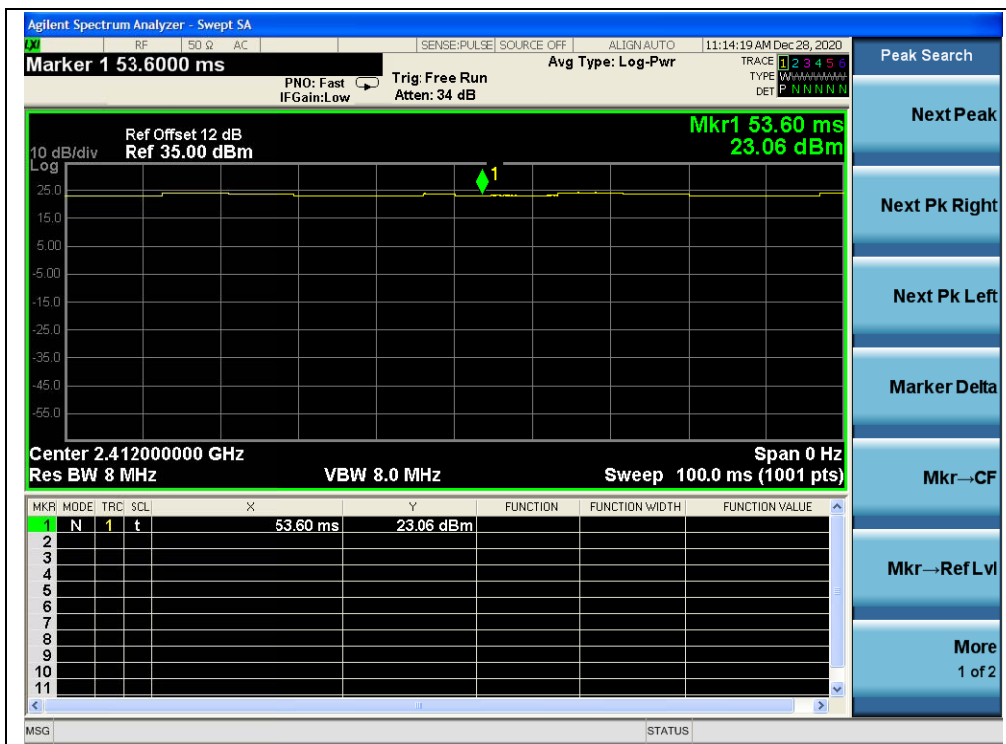 Agilent Spectrum Analyzer - Swept SA
LXI RF 50 Ω AC SENSE:PULSE SOURCE OFF ALIGN AUTO 11:14:19 AM Dec 28, 2020
Marker 1 53.6000 ms
PNO: Fast
IFGain:Low
Trig: Free Run
Atten: 34 dB
Avg Type: Log-Pwr
TRACE 1 2 3 4 5 6
TYPE
DET P N N N N N
Peak Search
Next Peak
Next Pk Right
Next Pk Left
Marker Delta
Mkr→CF
Mkr→Ref Lvl
More
1 of 2
Mkr1 53.60 ms
23.06 dBm
Ref Offset 12 dB
10 dB/div Ref 35.00 dBm
Log
1
25.0
15.0
5.00
-5.00
-15.0
-25.0
-35.0
-45.0
-55.0
Center 2.412000000 GHz Span 0 Hz
Res BW 8 MHz VBW 8.0 MHz Sweep 100.0 ms (1001 pts)
MKR MODE TRC SCL X Y FUNCTION FUNCTION WIDTH FUNCTION VALUE
1 N 1 t 53.60 ms 23.06 dBm
2
3
4
5
6
7
8
9
10
11
MSG STATUS